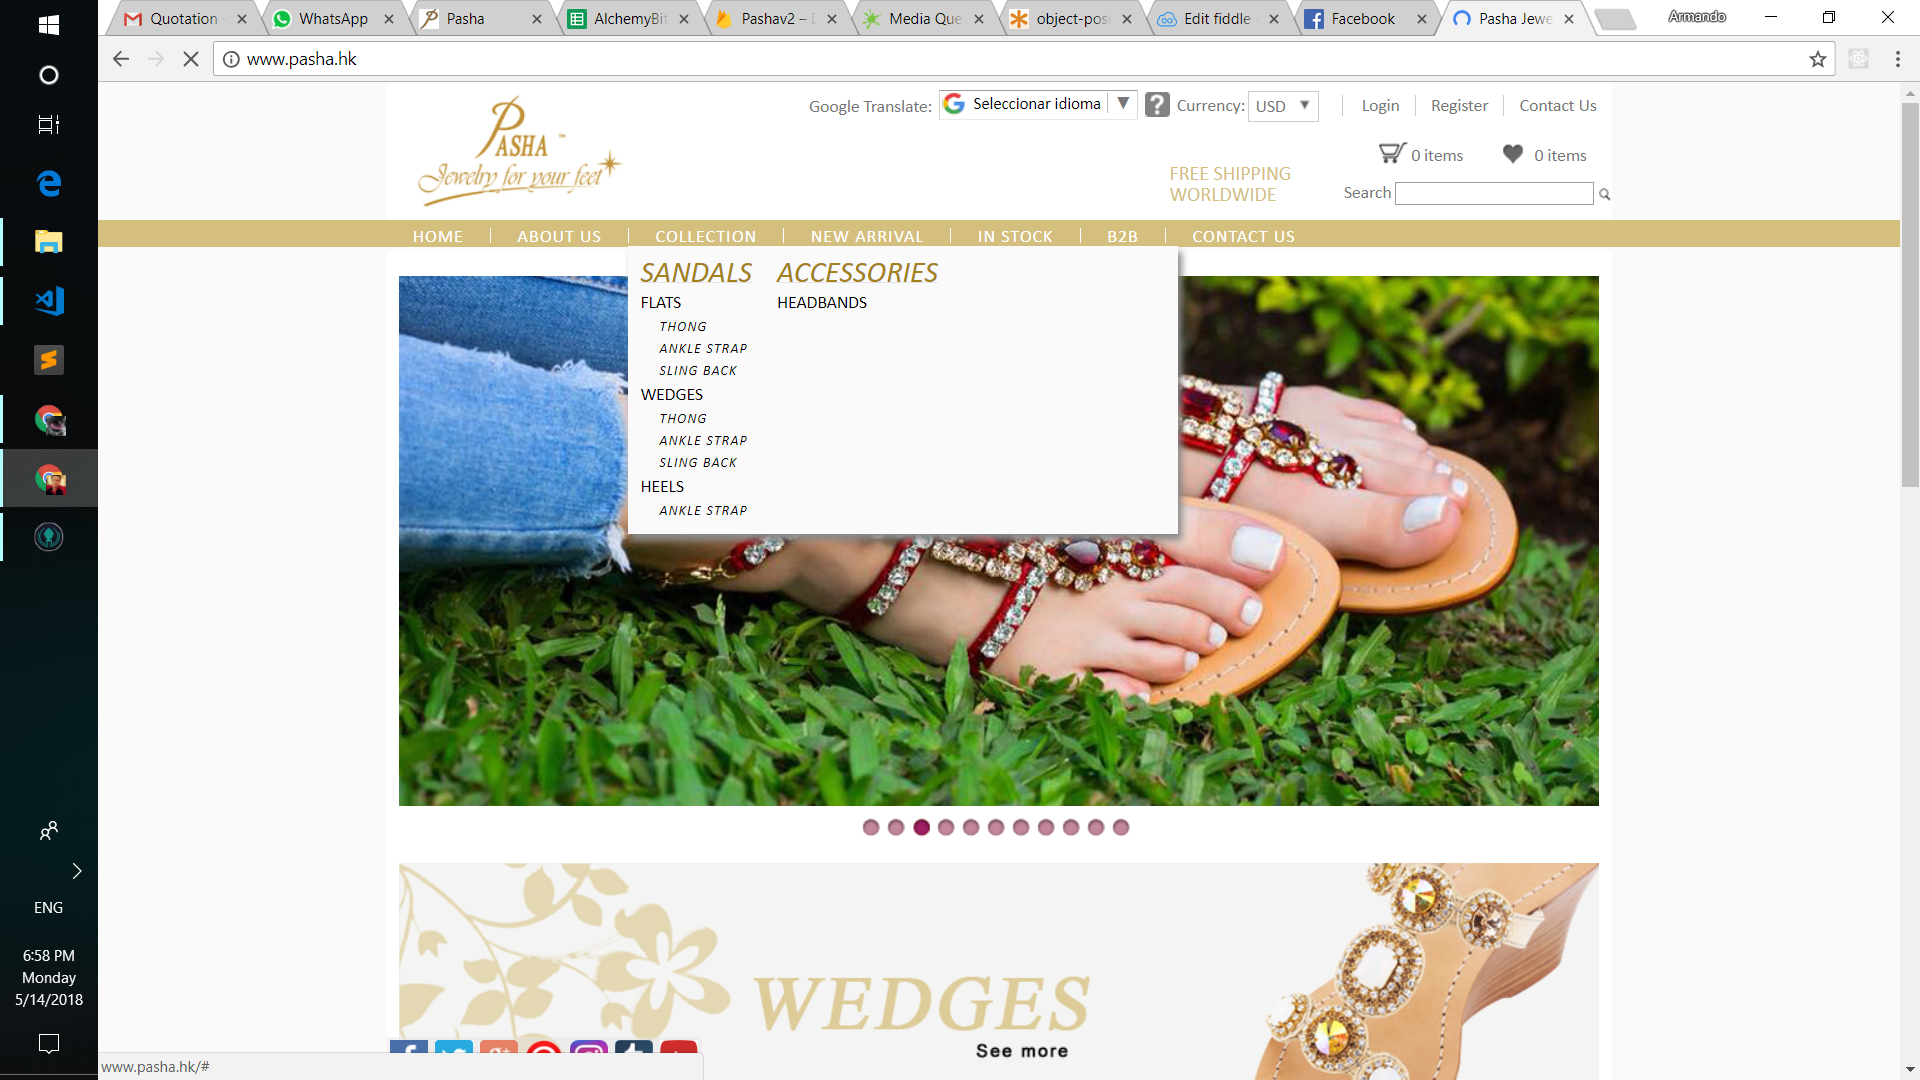 Quotation
WhatsApp
Pasha
AlchemyBit
Pashav2 –
Media Que
object-pos
Edit fiddle
Facebook
Pasha Jewe
Armando
www.pasha.hk
PASHA ™
Jewelry for your feet
Google Translate:
Seleccionar idioma ▼
?
Currency:
USD ▼
Login
Register
Contact Us
0 items
0 items
FREE SHIPPING
WORLDWIDE
Search
HOME
ABOUT US
COLLECTION
NEW ARRIVAL
IN STOCK
B2B
CONTACT US
SANDALS
FLATS
THONG
ANKLE STRAP
SLING BACK
WEDGES
THONG
ANKLE STRAP
SLING BACK
HEELS
ANKLE STRAP
ACCESSORIES
HEADBANDS
WEDGES
See more
www.pasha.hk/#
ENG
6:58 PM
Monday
5/14/2018